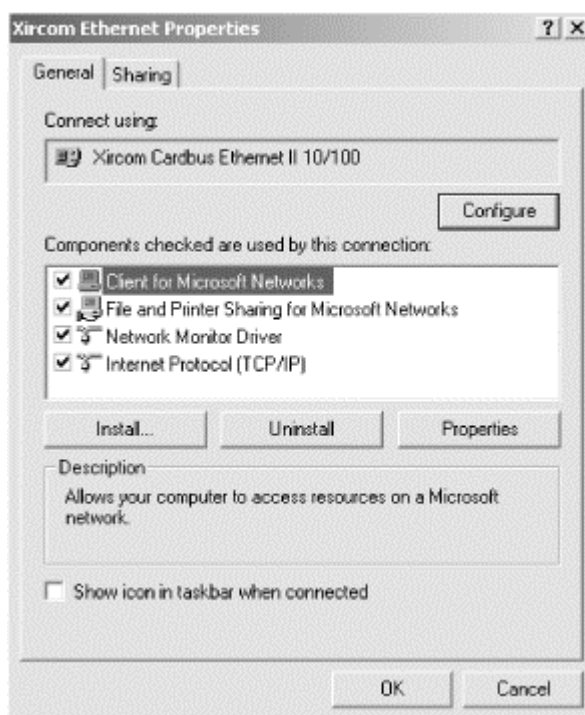 Xircom Ethernet Properties
General
Sharing
Connect using:
Xircom Cardbus Ethernet II 10/100
Configure
Components checked are used by this connection:
Client for Microsoft Networks
File and Printer Sharing for Microsoft Networks
Network Monitor Driver
Internet Protocol (TCP/IP)
Install... Uninstall Properties
Description
Allows your computer to access resources on a Microsoft
network.
Show icon in taskbar when connected
OK Cancel